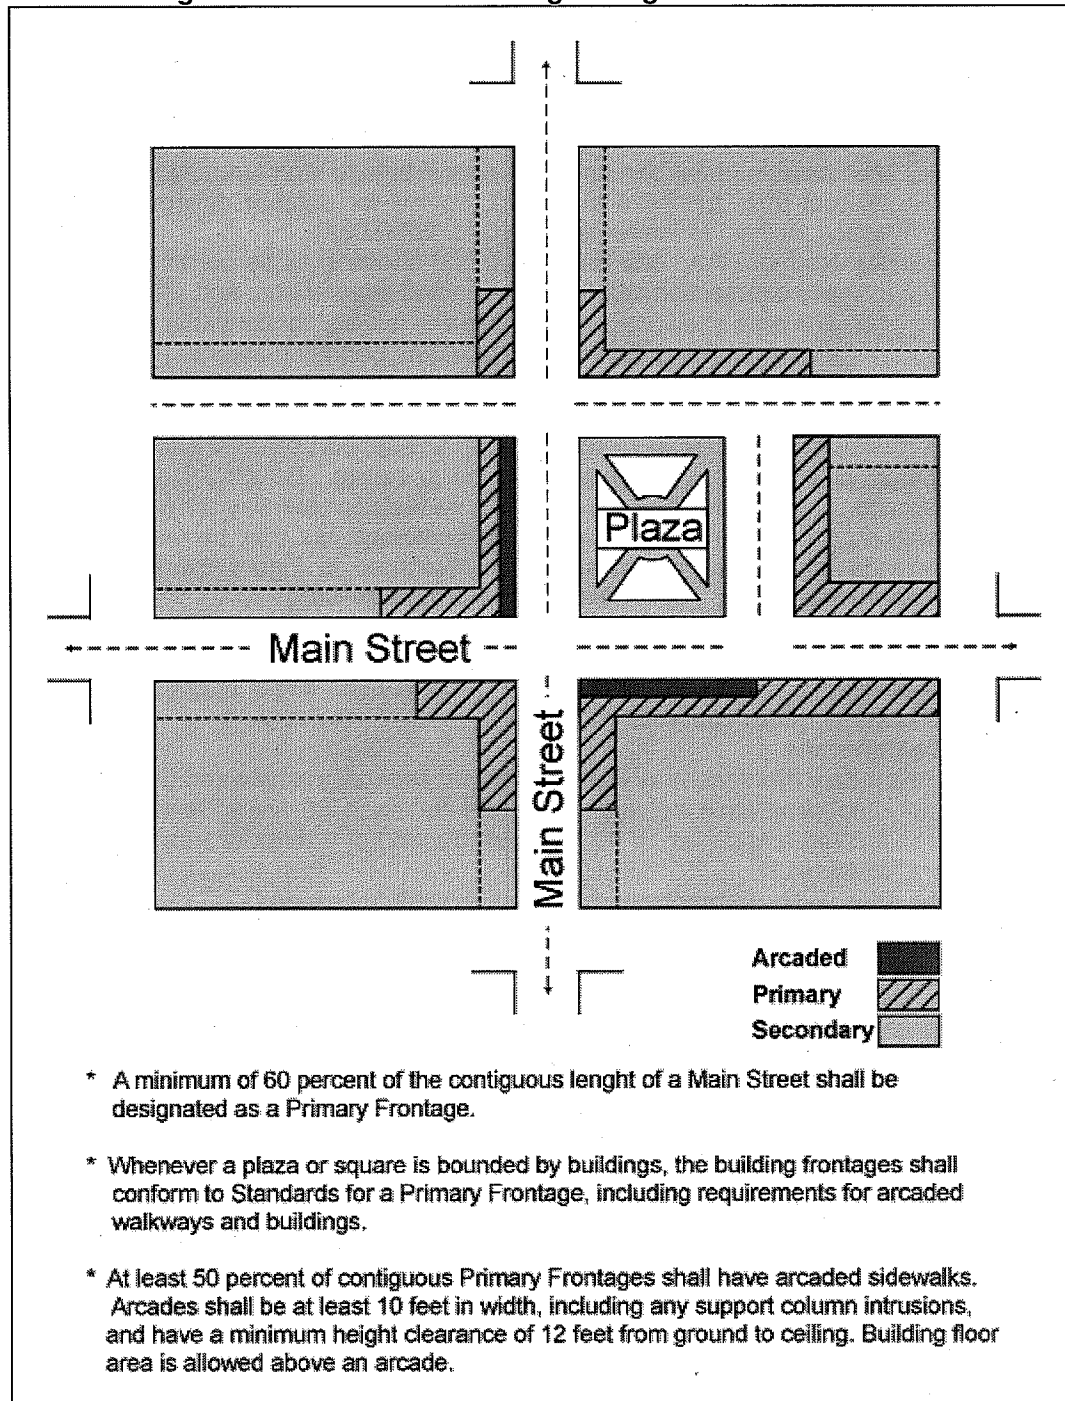 Plaza
Main Street
Main Street
Arcaded
Primary
Secondary
* A minimum of 60 percent of the contiguous lenght of a Main Street shall be
designated as a Primary Frontage.
* Whenever a plaza or square is bounded by buildings, the building frontages shall
conform to Standards for a Primary Frontage, including requirements for arcaded
walkways and buildings.
* At least 50 percent of contiguous Primary Frontages shall have arcaded sidewalks.
Arcades shall be at least 10 feet in width, including any support column intrusions,
and have a minimum height clearance of 12 feet from ground to ceiling. Building floor
area is allowed above an arcade.